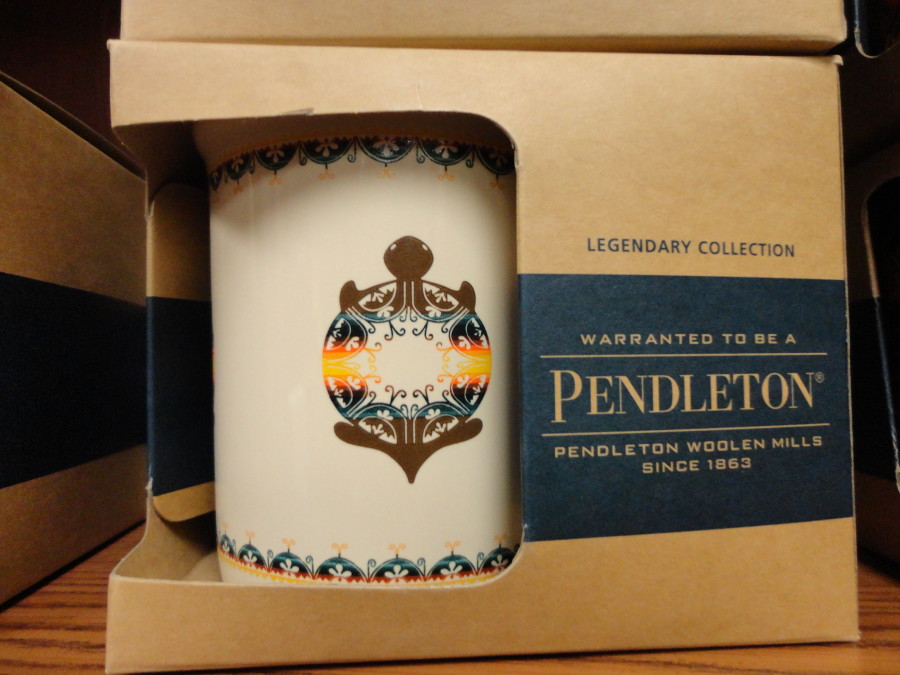 LEGENDARY COLLECTION
WARRANTED TO BE A
PENDLETON®
PENDLETON WOOLEN MILLS
SINCE 1863